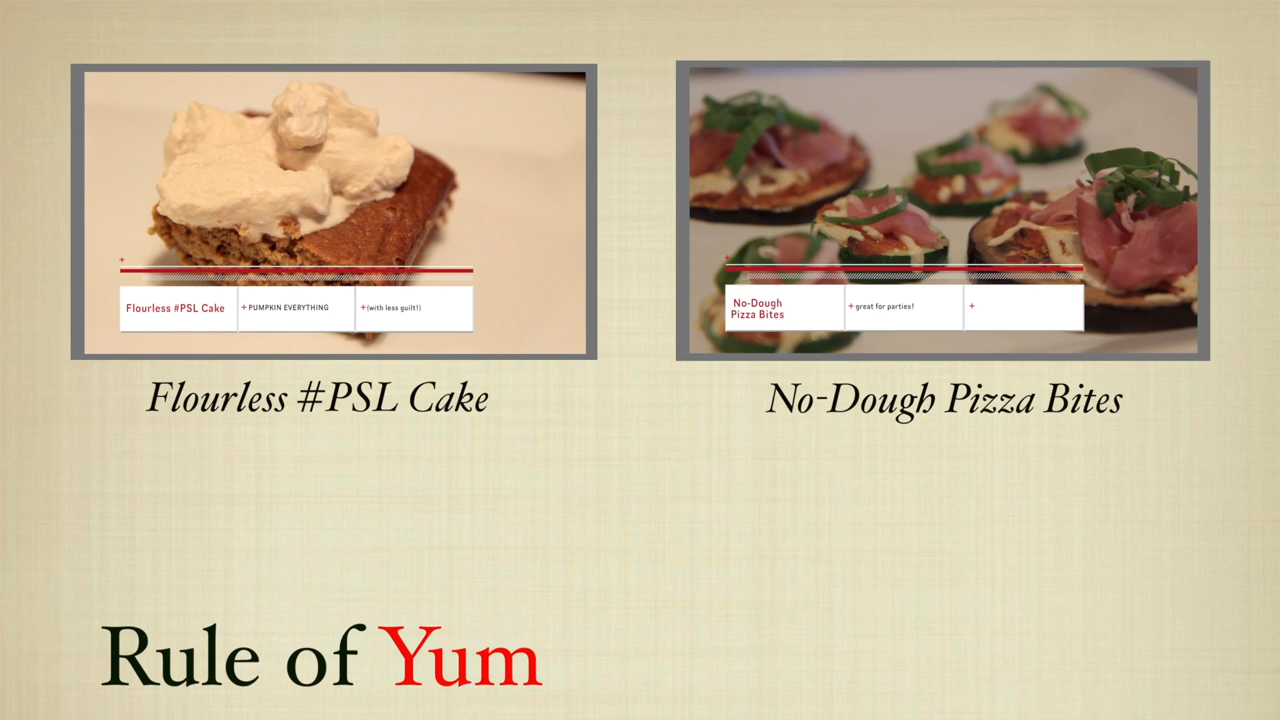 Flourless #PSL Cake
+ PUMPKIN EVERYTHING
+(with less guilt!)
No-Dough
Pizza Bites
+ great for parties!
+
Flourless #PSL Cake
No-Dough Pizza Bites
Rule of Yum